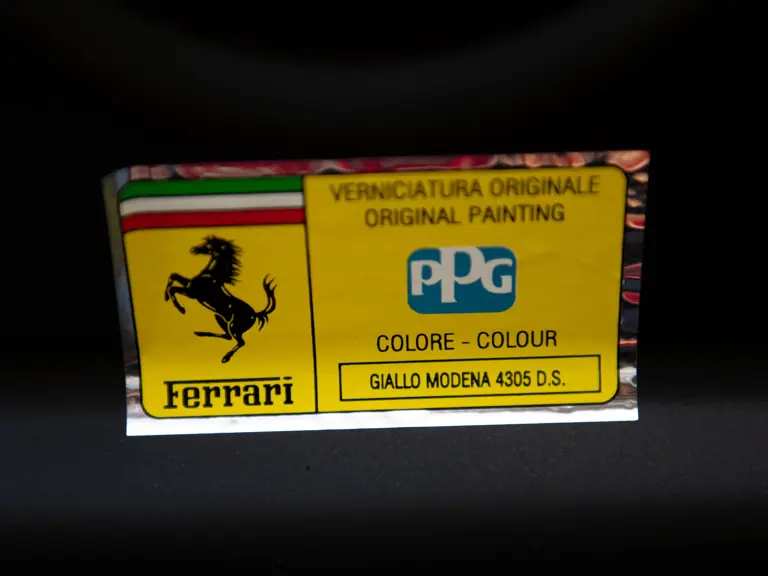 VERNICIATURA ORIGINALE
ORIGINAL PAINTING
PPG
COLORE - COLOUR
GIALLO MODENA 4305 D.S.
Ferrari